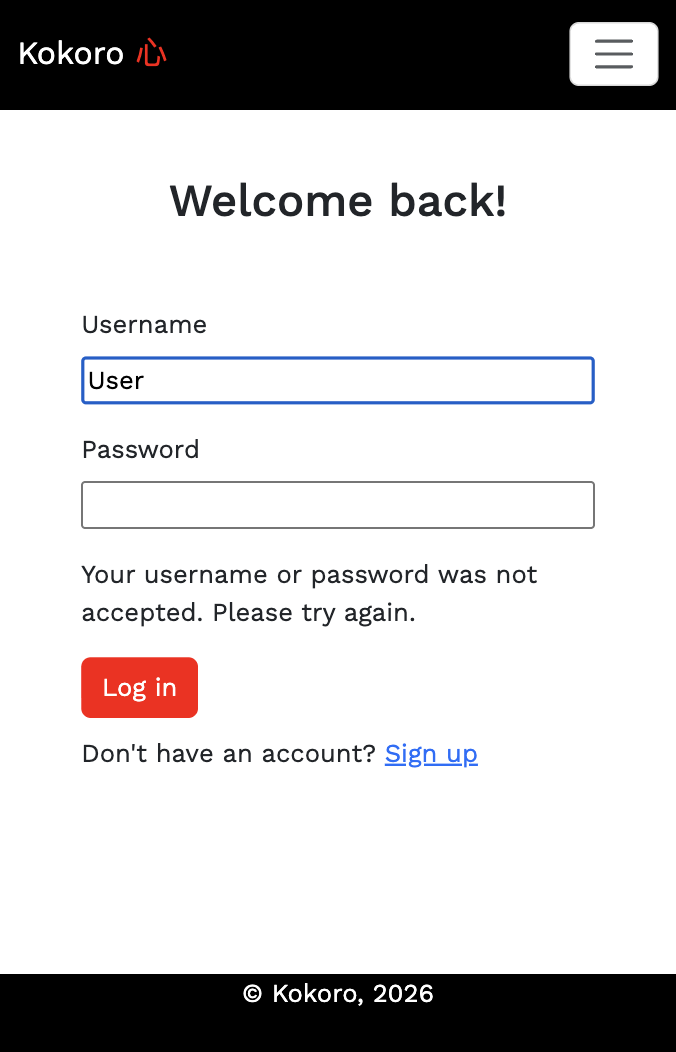 Kokoro 心
Welcome back!
Username
User
Password
Your username or password was not
accepted. Please try again.
Log in
Don't have an account? Sign up
© Kokoro, 2026